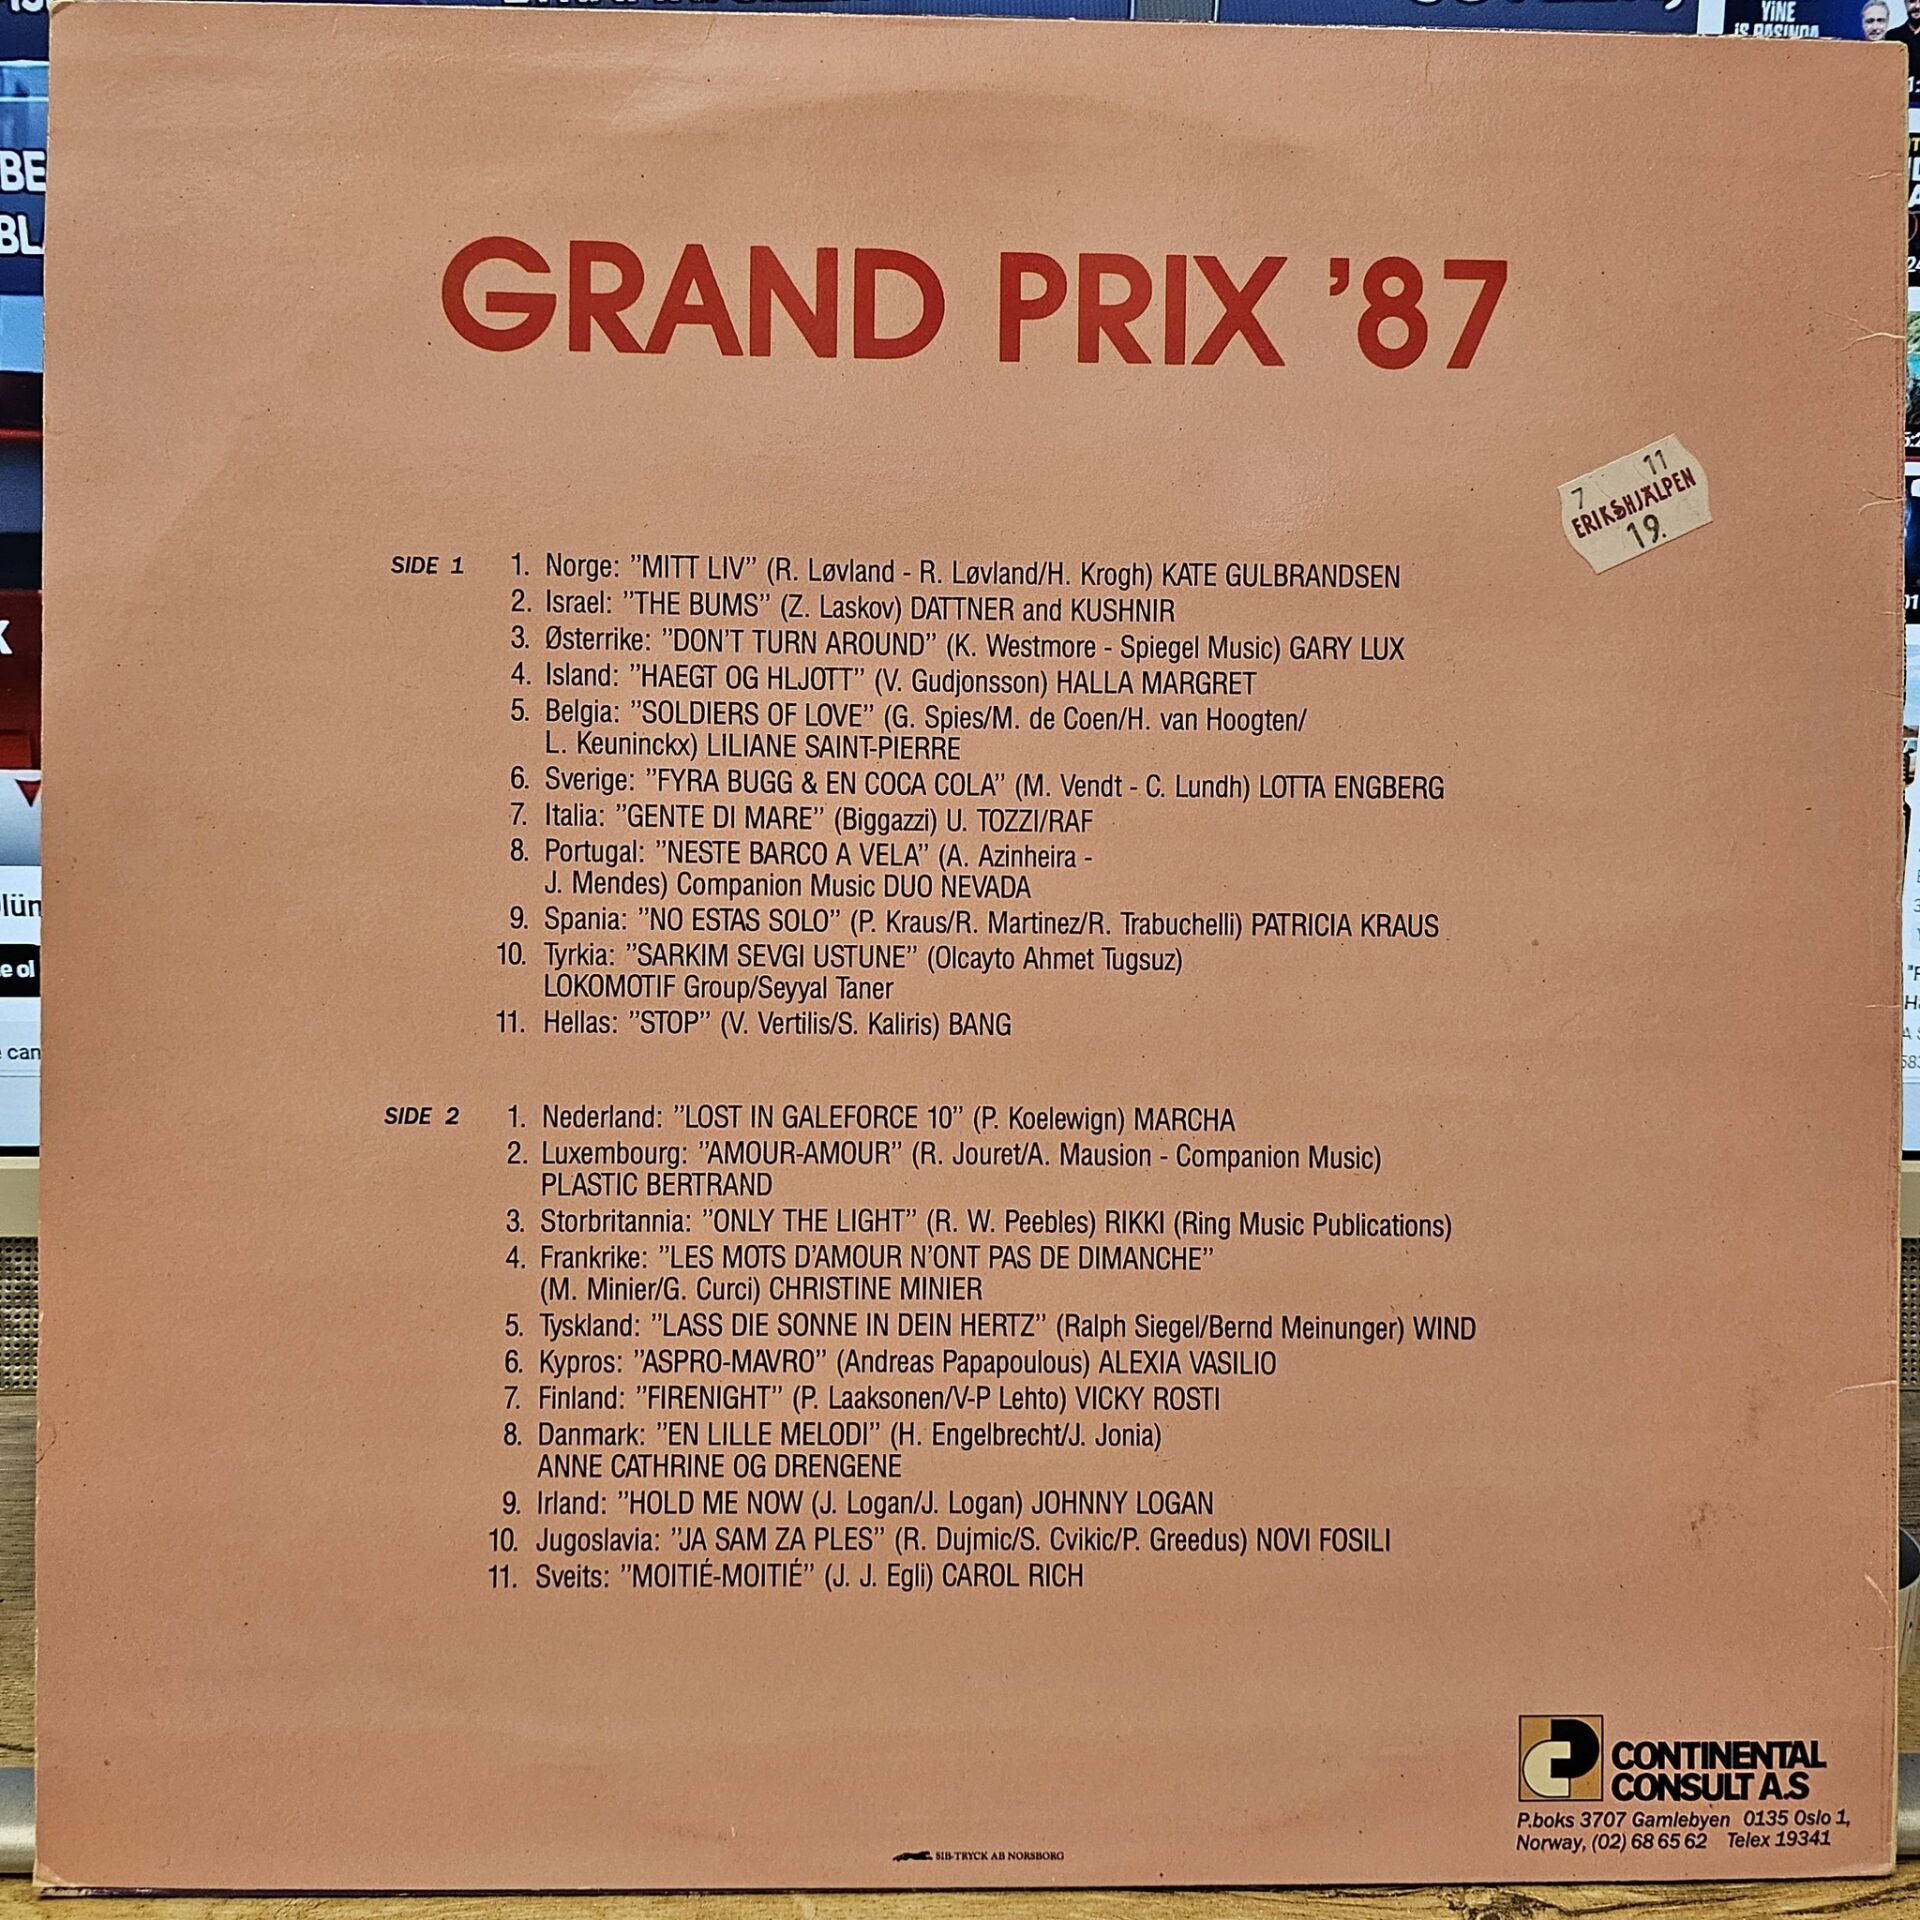 YİNE
İŞ BAŞINDA
BE
BL
lün
e ol
can
GRAND PRIX '87
7 11
ERIKSHJÄLPEN
19.
SIDE 1
1. Norge: ”MITT LIV” (R. Løvland - R. Løvland/H. Krogh) KATE GULBRANDSEN
2. Israel: ”THE BUMS” (Z. Laskov) DATTNER and KUSHNIR
3. Østerrike: ”DON'T TURN AROUND” (K. Westmore - Spiegel Music) GARY LUX
4. Island: ”HAEGT OG HLJOTT” (V. Gudjonsson) HALLA MARGRET
5. Belgia: ”SOLDIERS OF LOVE” (G. Spies/M. de Coen/H. van Hoogten/
L. Keuninckx) LILIANE SAINT-PIERRE
6. Sverige: ”FYRA BUGG & EN COCA COLA” (M. Vendt - C. Lundh) LOTTA ENGBERG
7. Italia: ”GENTE DI MARE” (Biggazzi) U. TOZZI/RAF
8. Portugal: ”NESTE BARCO A VELA” (A. Azinheira -
J. Mendes) Companion Music DUO NEVADA
9. Spania: ”NO ESTAS SOLO” (P. Kraus/R. Martinez/R. Trabuchelli) PATRICIA KRAUS
10. Tyrkia: ”SARKIM SEVGI USTUNE” (Olcayto Ahmet Tugsuz)
LOKOMOTIF Group/Seyyal Taner
11. Hellas: ”STOP” (V. Vertilis/S. Kaliris) BANG
SIDE 2
1. Nederland: ”LOST IN GALEFORCE 10” (P. Koelewign) MARCHA
2. Luxembourg: ”AMOUR-AMOUR” (R. Jouret/A. Mausion - Companion Music)
PLASTIC BERTRAND
3. Storbritannia: ”ONLY THE LIGHT” (R. W. Peebles) RIKKI (Ring Music Publications)
4. Frankrike: ”LES MOTS D'AMOUR N'ONT PAS DE DIMANCHE”
(M. Minier/G. Curci) CHRISTINE MINIER
5. Tyskland: ”LASS DIE SONNE IN DEIN HERTZ” (Ralph Siegel/Bernd Meinunger) WIND
6. Kypros: ”ASPRO-MAVRO” (Andreas Papapoulous) ALEXIA VASILIO
7. Finland: ”FIRENIGHT” (P. Laaksonen/V-P Lehto) VICKY ROSTI
8. Danmark: ”EN LILLE MELODI” (H. Engelbrecht/J. Jonia)
ANNE CATHRINE OG DRENGENE
9. Irland: ”HOLD ME NOW (J. Logan/J. Logan) JOHNNY LOGAN
10. Jugoslavia: ”JA SAM ZA PLES” (R. Dujmic/S. Cvikic/P. Greedus) NOVI FOSILI
11. Sveits: ”MOITIÉ-MOITIÉ” (J. J. Egli) CAROL RICH
CONTINENTAL
CONSULT A.S
P.boks 3707 Gamlebyen 0135 Oslo 1,
Norway, (02) 68 65 62 Telex 19341
SIB-TRYCK AB NORSBORG